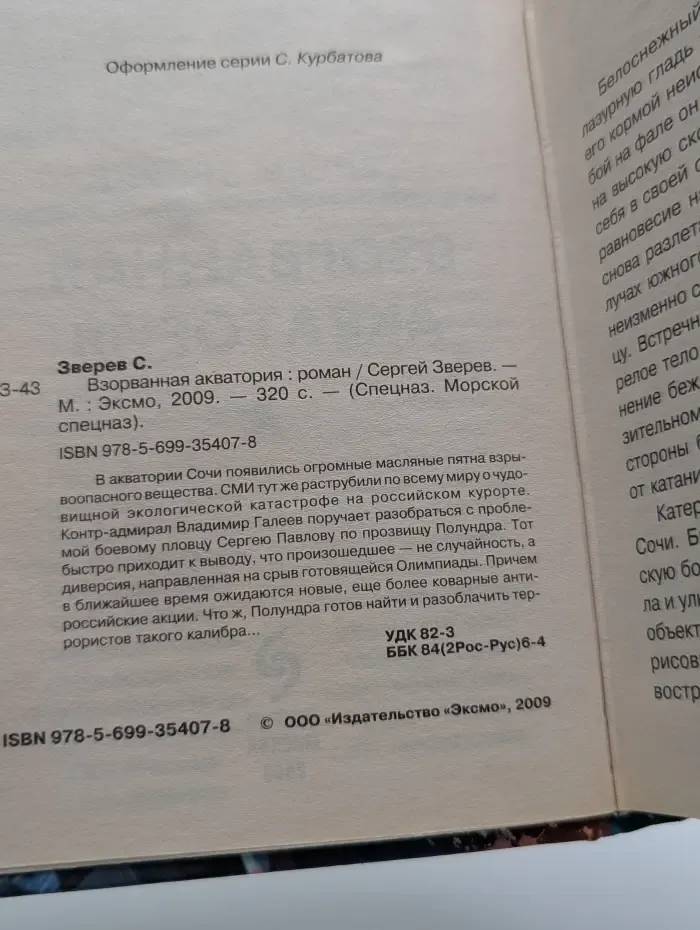 Оформление серии С. Курбатова
Зверев С.
З-43
Взорванная акватория : роман / Сергей Зверев. —
М. : Эксмо, 2009. — 320 с. — (Спецназ. Морской
спецназ).
ISBN 978-5-699-35407-8
В акватории Сочи появились огромные масляные пятна взры-
воопасного вещества. СМИ тут же раструбили по всему миру о чудо-
вищной экологической катастрофе на российском курорте.
Контр-адмирал Владимир Галеев поручает разобраться с пробле-
мой боевому пловцу Сергею Павлову по прозвищу Полундра. Тот
быстро приходит к выводу, что произошедшее — не случайность, а
диверсия, направленная на срыв готовящейся Олимпиады. Причем
в ближайшее время ожидаются новые, еще более коварные анти-
российские акции. Что ж, Полундра готов найти и разоблачить тер-
рористов такого калибра...
УДК 82-3
ББК 84(2Рос-Рус)6-4
ISBN 978-5-699-35407-8
© ООО «Издательство «Эксмо», 2009
Белоснежный
лазурную гладь
его кормой неис
бой на фале он
на высокую ско
себя в своей с
равновесие н
снова разлета
лучах южного
неизменно с
цу. Встречн
релое тело
нение беж
зительном
стороны б
от катани
Катер
Сочи. Б
скую бо
ла и ули
объект
рисов
востр